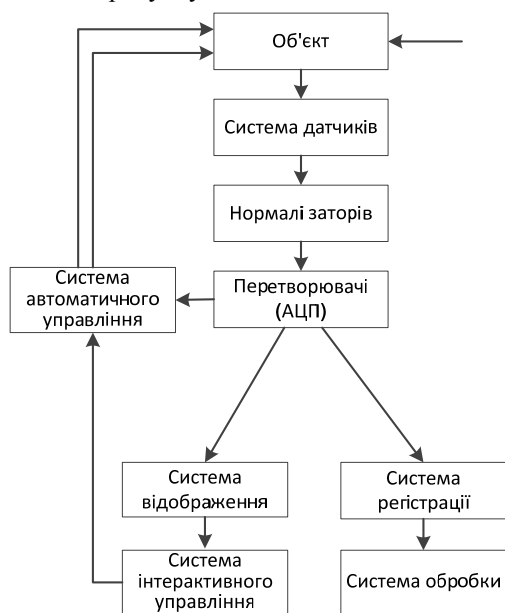 Об'єкт
Система датчиків
Нормалі заторів
Система
автоматичного
управління
Перетворювачі
(АЦП)
Система
відображення
Система
регістрації
Система
інтерактивного
управління
Система обробки